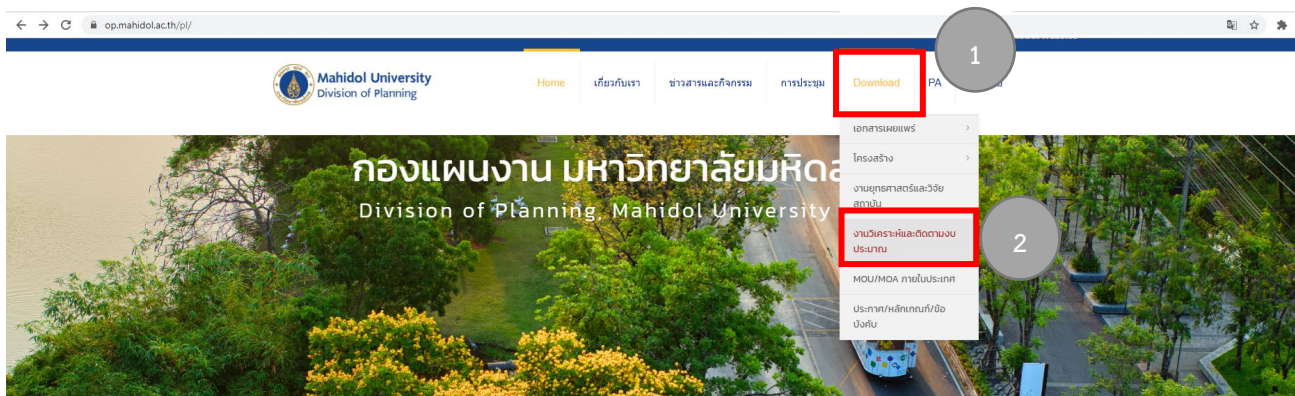 op.mahidol.ac.th/pl/
1
Mahidol University
Division of Planning
Home เกี่ยวกับเรา ข่าวสารและกิจกรรม การประชุม Download PA
เอกสารเผยแพร่
โครงสร้าง
กองแผนงาน มหาวิทยาลัยมหิดล
Division of Planning, Mahidol University
งานยุทธศาสตร์และวิจัย
สถาบัน
งานวิเคราะห์และติดตามงบ
ประมาณ
2
MOU/MOA ภายในประเทศ
ประกาศ/หลักเกณฑ์/ข้อ
บังคับ